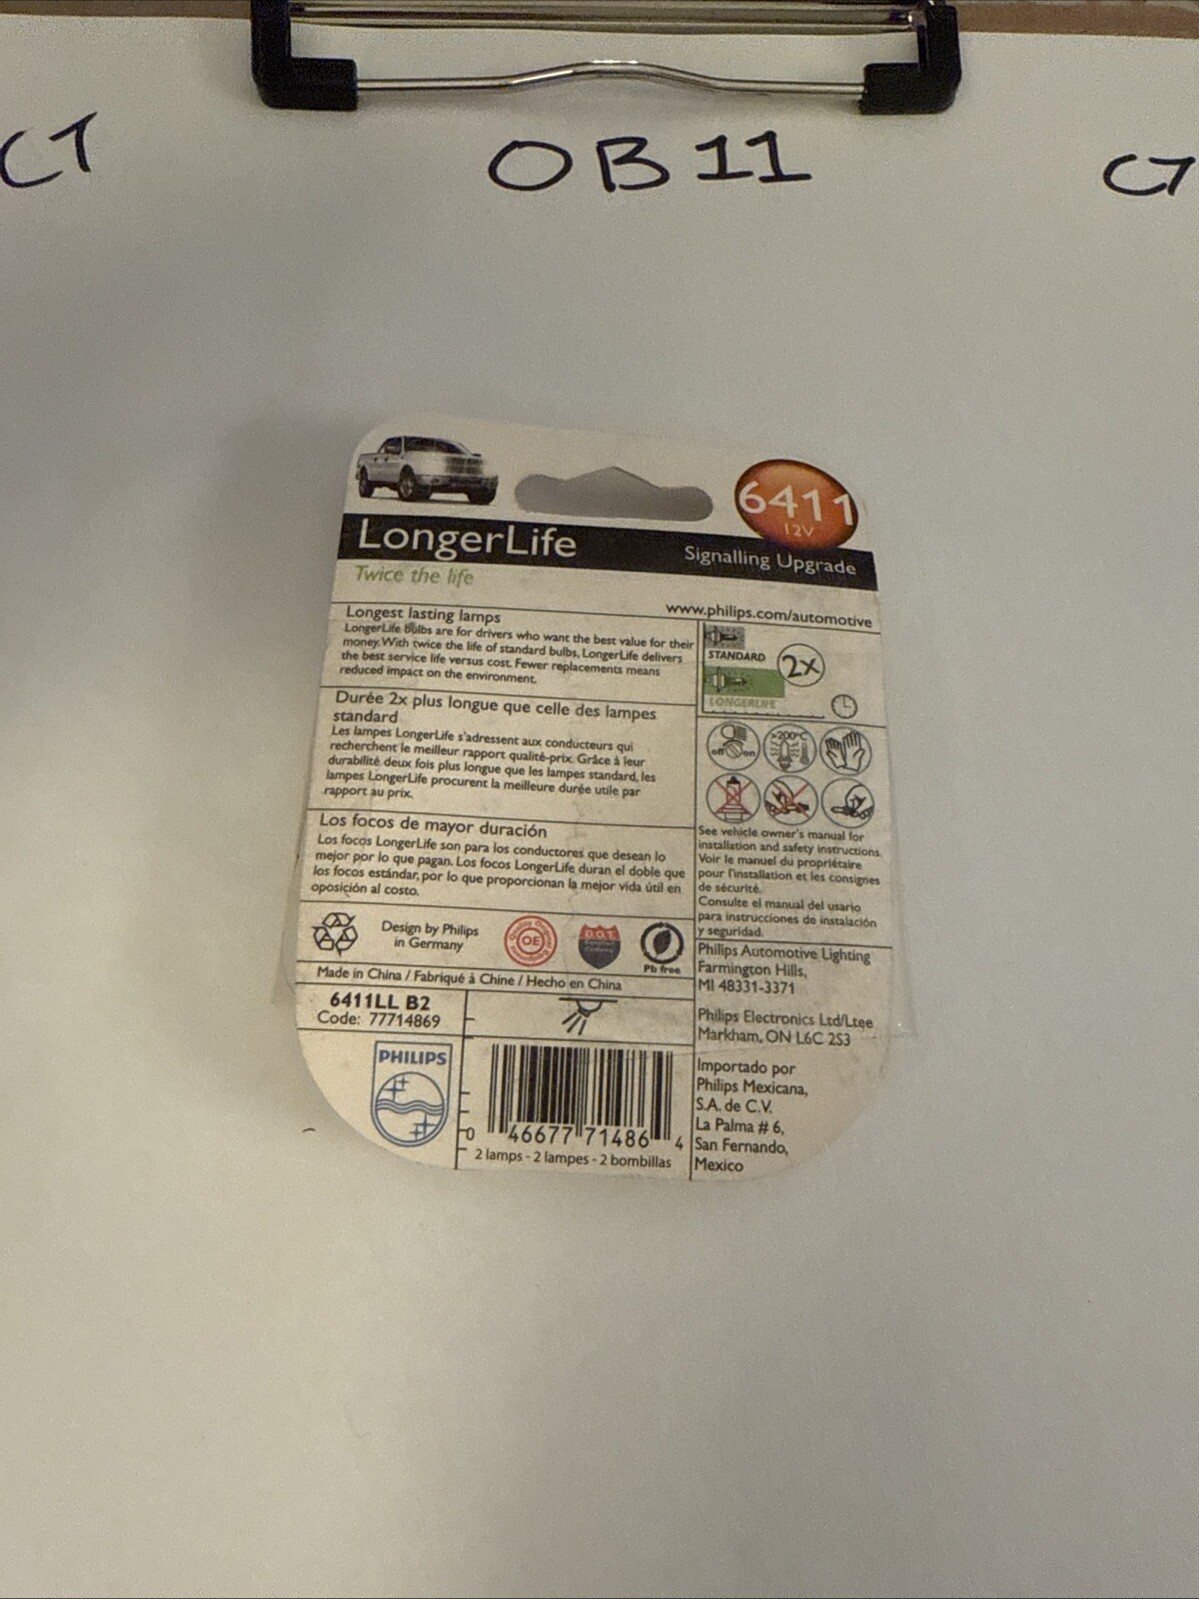 C7
OB11
C7
6411
12V
LongerLife
Signalling Upgrade
Twice the life
www.philips.com/automotive
Longest lasting lamps
LongerLife bulbs are for drivers who want the best value for their
money. With twice the life of standard bulbs, LongerLife delivers
the best service life versus cost. Fewer replacements means
reduced impact on the environment.
Durée 2x plus longue que celle des lampes
standard
Les lampes LongerLife s'adressent aux conducteurs qui
recherchent le meilleur rapport qualité-prix. Grâce à leur
durabilité deux fois plus longue que les lampes standard, les
lampes LongerLife procurent la meilleure durée utile par
rapport au prix.
Los focos de mayor duración
Los focos LongerLife son para los conductores que desean lo
mejor por lo que pagan. Los focos LongerLife duran el doble que
los focos estándar, por lo que proporcionan la mejor vida útil en
oposición al costo.
Design by Philips
in Germany
OE
D.O.T.
Pb free
Made in China / Fabriqué à Chine / Hecho en China
6411LL B2
Code: 77714869
PHILIPS
0 46677 71486 4
2 lamps - 2 lampes - 2 bombillas
STANDARD
2x
LONGERLIFE
off on
>200°C
See vehicle owner's manual for
installation and safety instructions.
Voir le manuel du propriétaire
pour l'installation et les consignes
de sécurité.
Consulte el manual del usario
para instrucciones de instalación
y seguridad.
Philips Automotive Lighting
Farmington Hills,
MI 48331-3371
Philips Electronics Ltd/Ltee
Markham, ON L6C 2S3
Importado por
Philips Mexicana,
S.A. de C.V.
La Palma # 6,
San Fernando,
Mexico